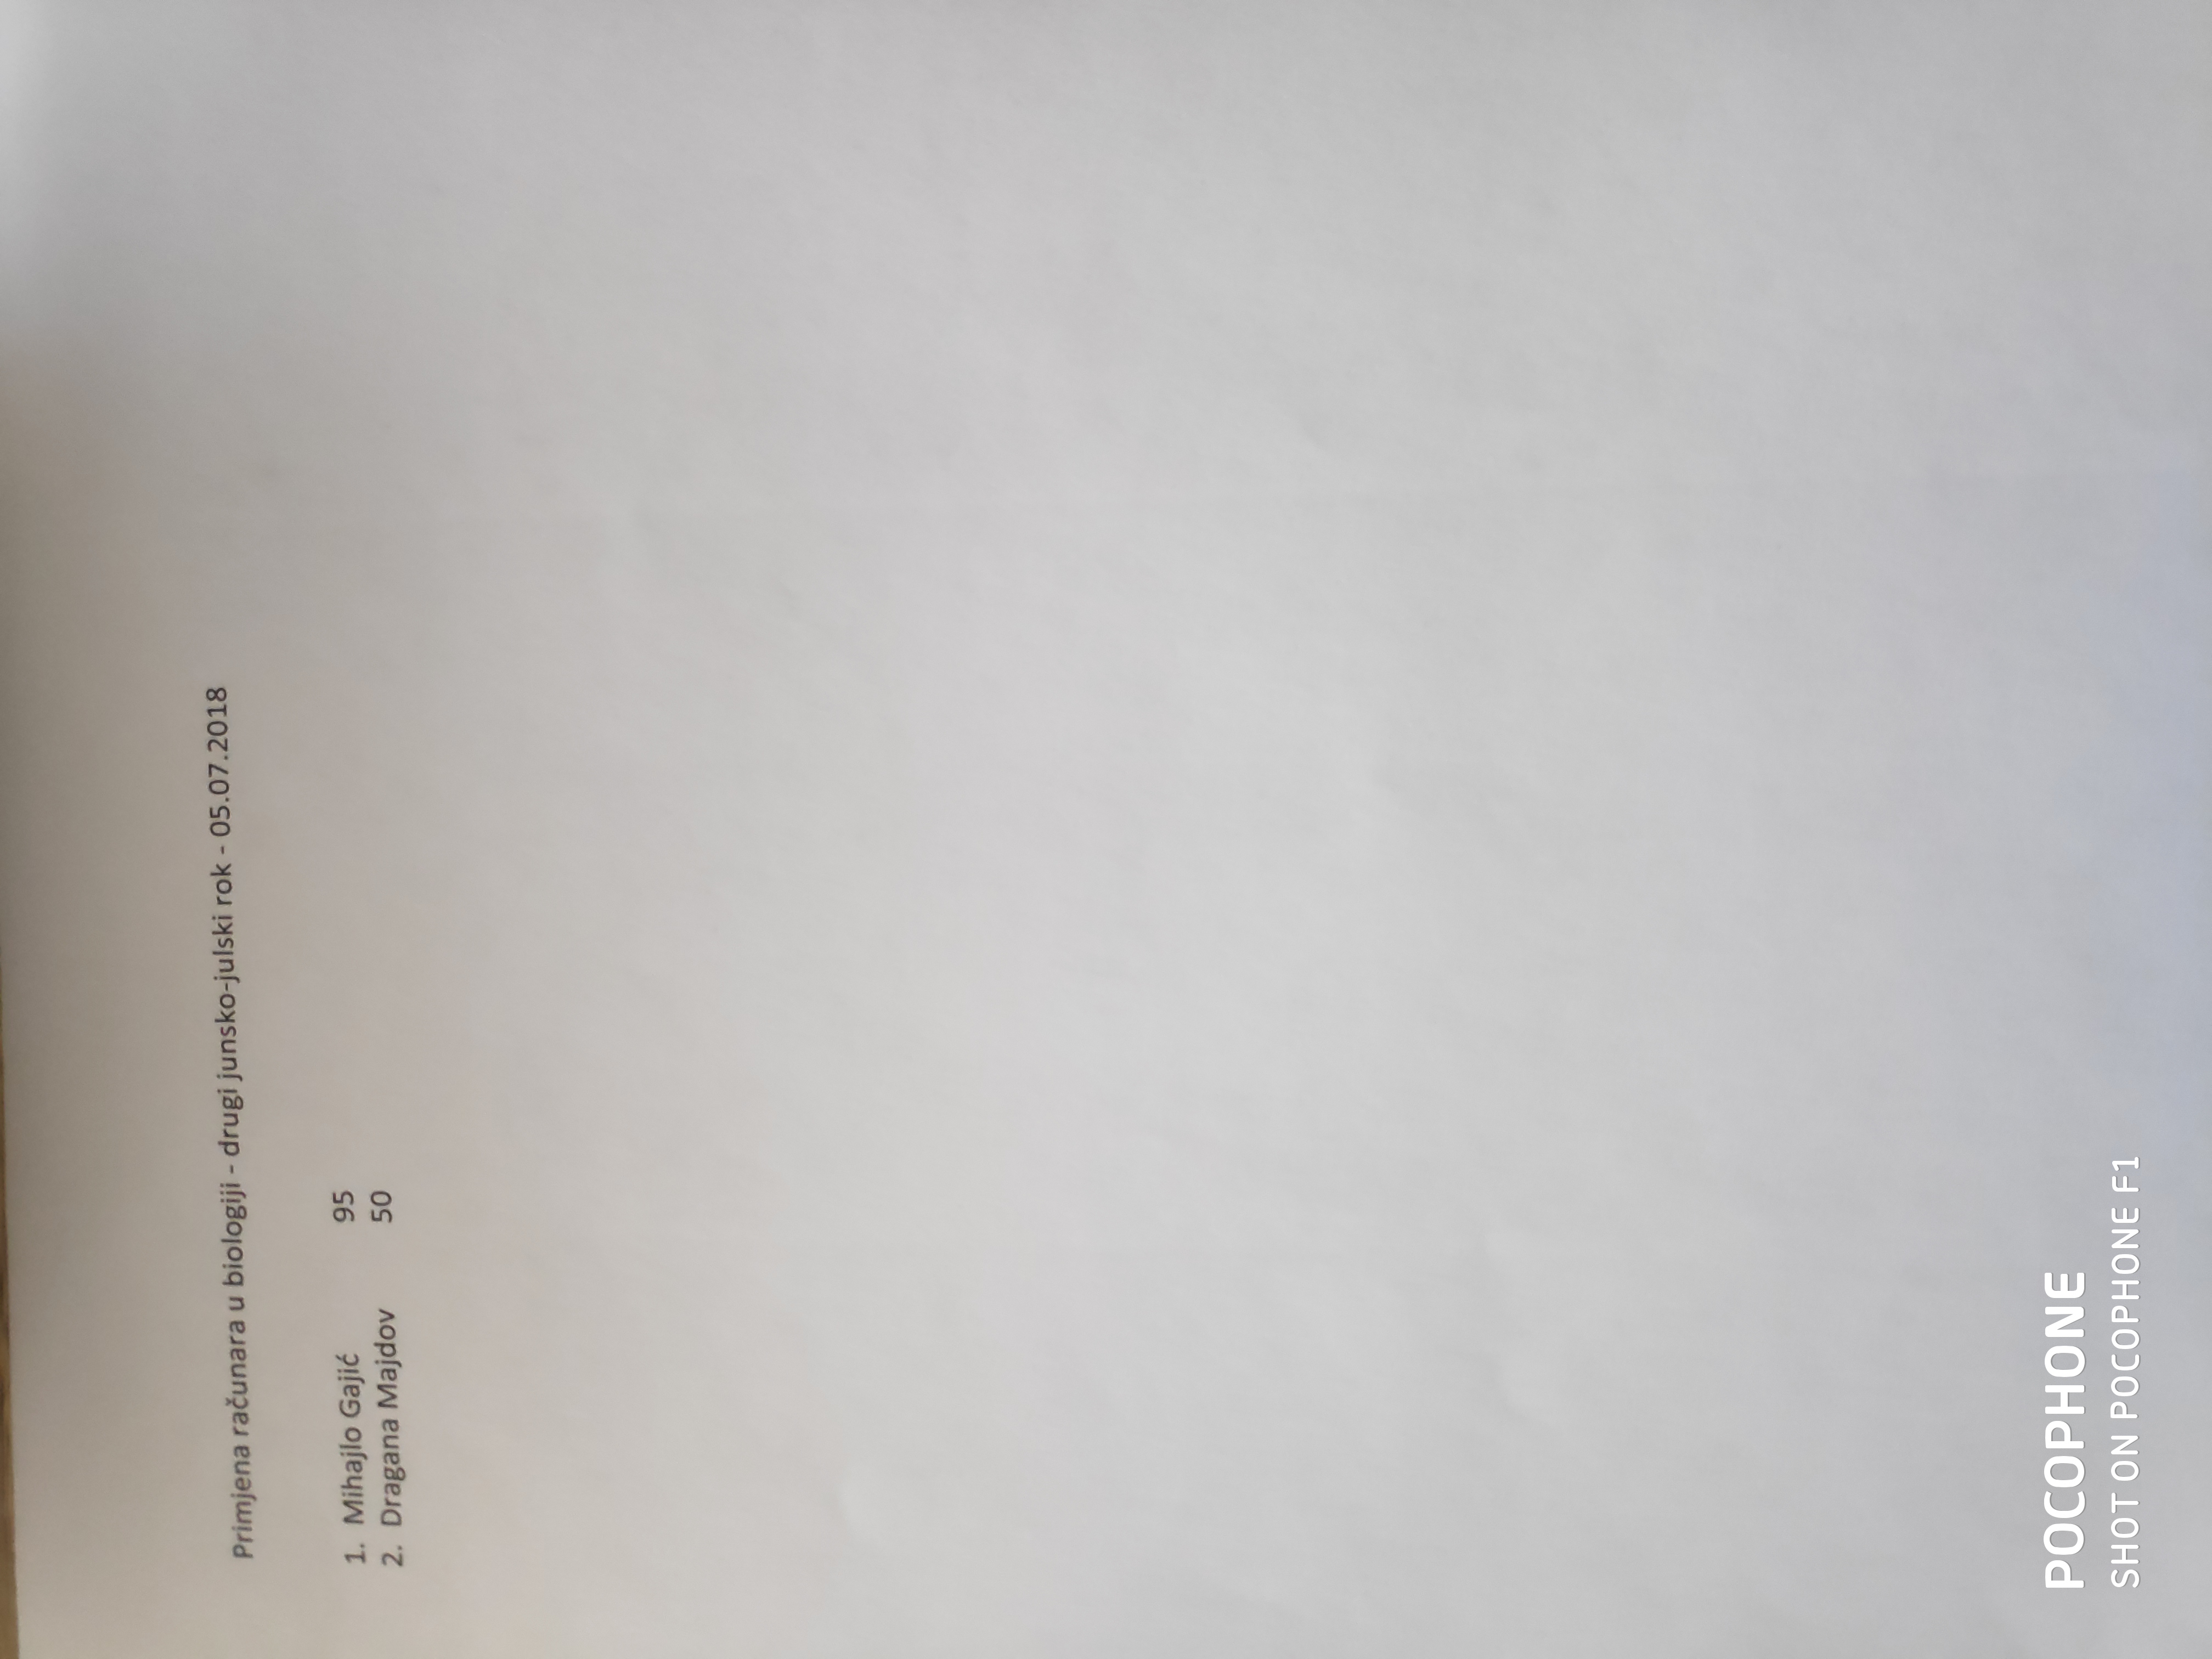 Primjena računara u biologiji - drugi junsko-julski rok - 05.07.2018
1. Mihajlo Gajić 95
2. Dragana Majdov 50
POCOPHONE
SHOT ON POCOPHONE F1